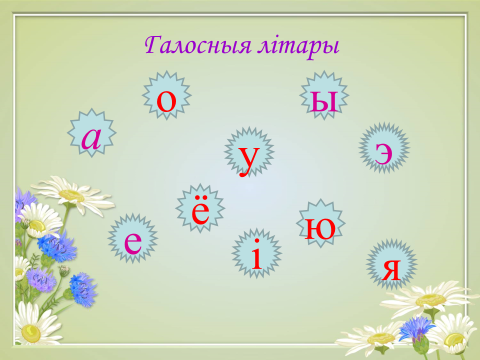 Галосныя літары
о ы
а у э
ё ю
е і я